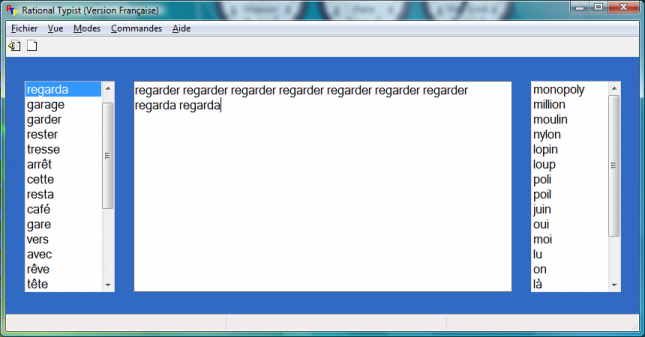 Rational Typist (Version Française)
Fichier Vue Modes Commandes Aide
regarda
garage
garder
rester
tresse
arrêt
cette
resta
café
gare
vers
avec
rêve
tête
regarder regarder regarder regarder regarder regarder regarder
regarda regarda
monopoly
million
moulin
nylon
lopin
loup
poli
poil
juin
oui
moi
lu
on
là